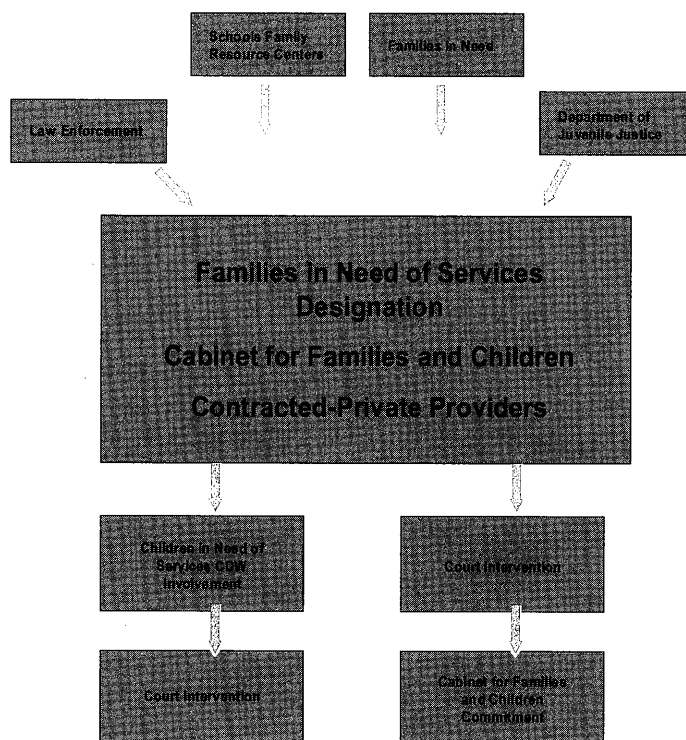 Schools Family
Resource Centers
Families in Need
Law Enforcement
Department of
Juvenile Justice
Families in Need of Services
Designation
Cabinet for Families and Children
Contracted-Private Providers
Children in Need of
Services CDW
Involvement
Court Intervention
Court Intervention
Cabinet for Families
and Children
Commitment